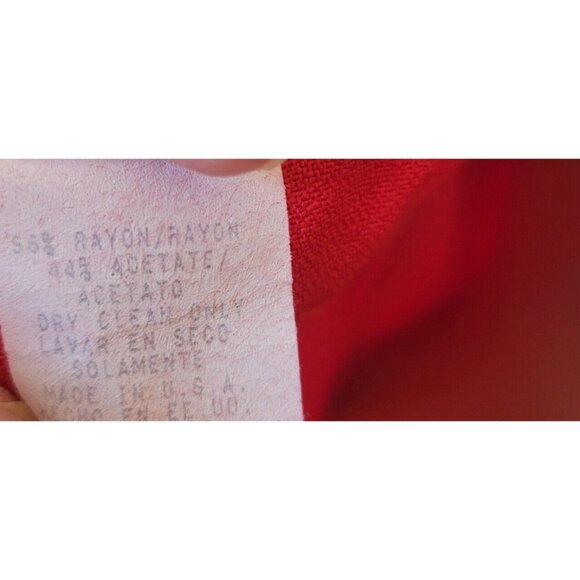 56% RAYON/RAYON
44% ACETATE/
ACETATO
DRY CLEAN ONLY
LAVAR EN SECO
SOLAMENTE
MADE IN U.S.A.
HECHO EN EE UU.